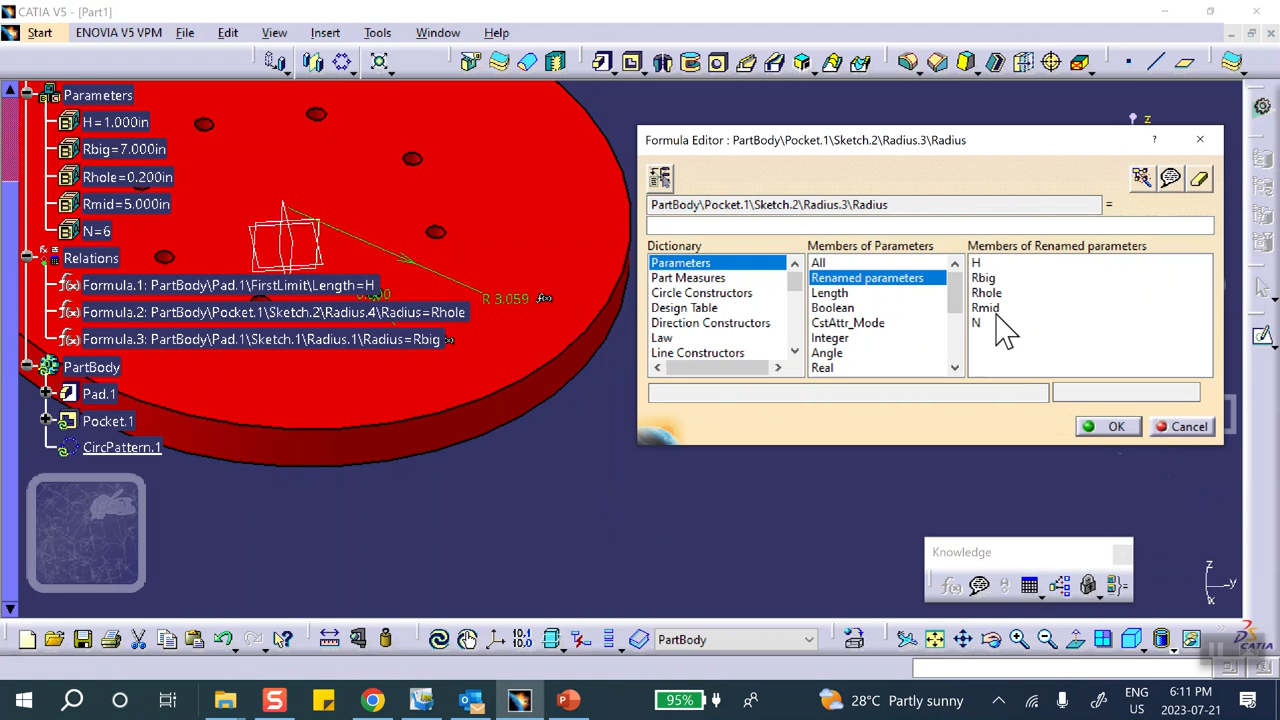 CATIA V5 - [Part1]
Start ENOVIA V5 VPM File Edit View Insert Tools Window Help
Parameters
H=1.000in
Rbig=7.000in
Rhole=0.200in
Rmid=5.000in
N=6
Relations
Formula.1: PartBody\Pad.1\FirstLimit\Length=H
Formula.2: PartBody\Pocket.1\Sketch.2\Radius.4\Radius=Rhole
Formula.3: PartBody\Pad.1\Sketch.1\Radius.1\Radius=Rbig
PartBody
Pad.1
Pocket.1
CircPattern.1
R 3.059 f(x)
z
Formula Editor : PartBody\Pocket.1\Sketch.2\Radius.3\Radius
PartBody\Pocket.1\Sketch.2\Radius.3\Radius =
Dictionary Members of Parameters Members of Renamed parameters
Parameters All H
Part Measures Renamed parameters Rbig
Circle Constructors Length Rhole
Design Table Boolean Rmid
Direction Constructors CstAttr_Mode N
Law Integer
Line Constructors Angle
Real
OK Cancel
Knowledge
f(x)
z
y
x
10.1
10.0
PartBody
CATIA
95%
28°C Partly sunny
ENG
US
6:11 PM
2023-07-21